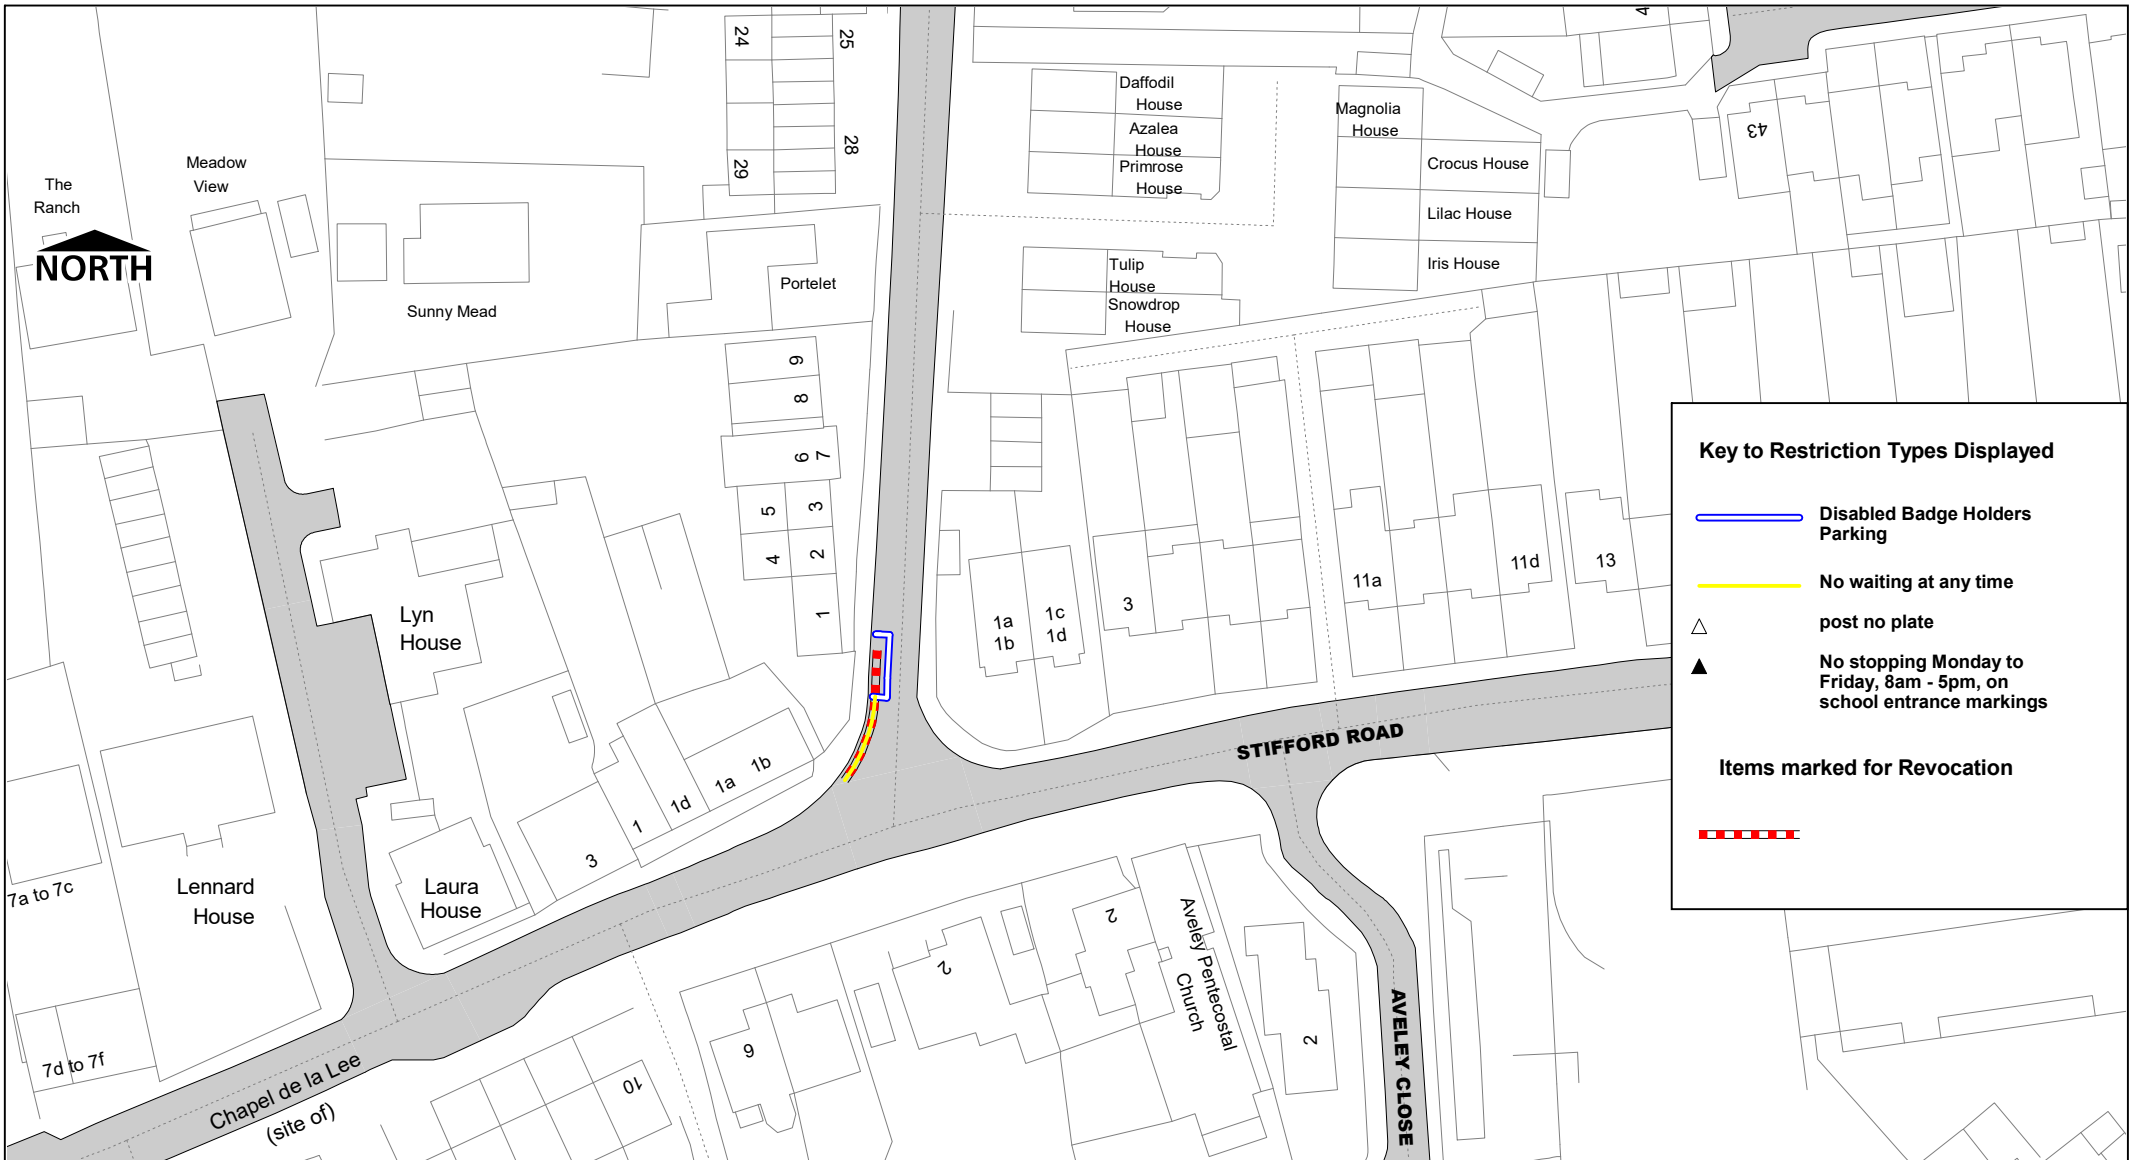 24
25
28
29
4
The
Ranch
Meadow
View
NORTH
Sunny Mead
Portelet
Daffodil
House
Azalea
House
Primrose
House
Magnolia
House
Crocus House
Lilac House
Iris House
43
Tulip
House
Snowdrop
House
9
8
6
7
5
3
4
2
1
Lyn
House
1a
1b
1c
1d
3
11a
11d
13
Key to Restriction Types Displayed
Disabled Badge Holders
Parking
No waiting at any time
post no plate
No stopping Monday to
Friday, 8am - 5pm, on
school entrance markings
Items marked for Revocation
STIFFORD ROAD
1b
1a
1d
1
3
Laura
House
Lennard
House
7a to 7c
7d to 7f
Chapel de la Lee
(site of)
10
6
2
2
Aveley Pentecostal
Church
2
AVELEY CLOSE